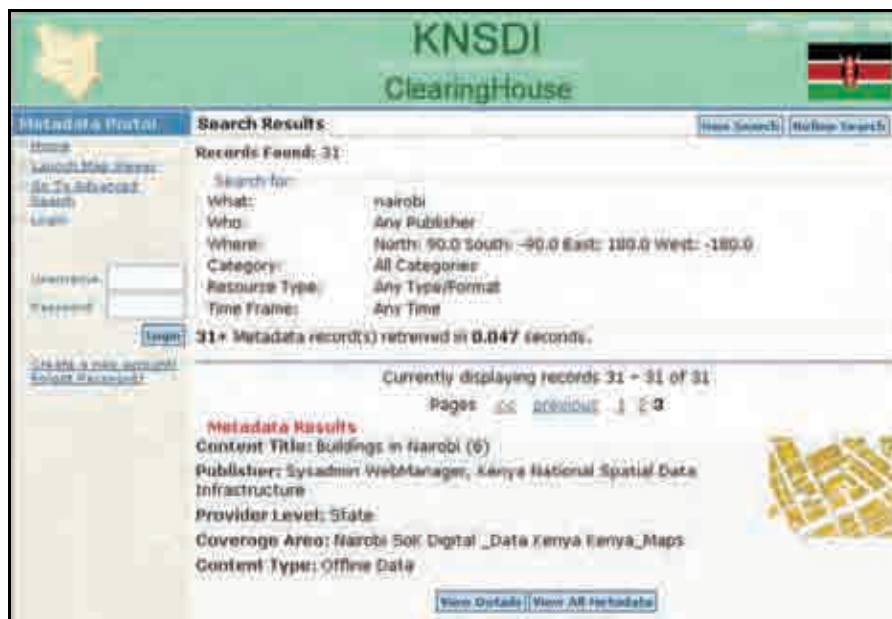 KNSDI
ClearingHouse
Metadata Portal
Home
Launch Map Viewer
Go To Advanced
Search
Login
Username
Password
Login
Create a new account!
Forgot Password?
Search Results
New Search Refine Search
Records Found: 31
Search for:
What: nairobi
Who: Any Publisher
Where: North: 90.0 South: -90.0 East: 180.0 West: -180.0
Category: All Categories
Resource Type: Any Type/Format
Time Frame: Any Time
31+ Metadata record(s) retrieved in 0.047 seconds.
Currently displaying records 31 - 31 of 31
Pages << previous 1 2 3
Metadata Results
Content Title: Buildings in Nairobi (6)
Publisher: Sysadmin WebManager, Kenya National Spatial Data
Infrastructure
Provider Level: State
Coverage Area: Nairobi SoK Digital _Data Kenya Kenya_Maps
Content Type: Offline Data
View Details View All Metadata